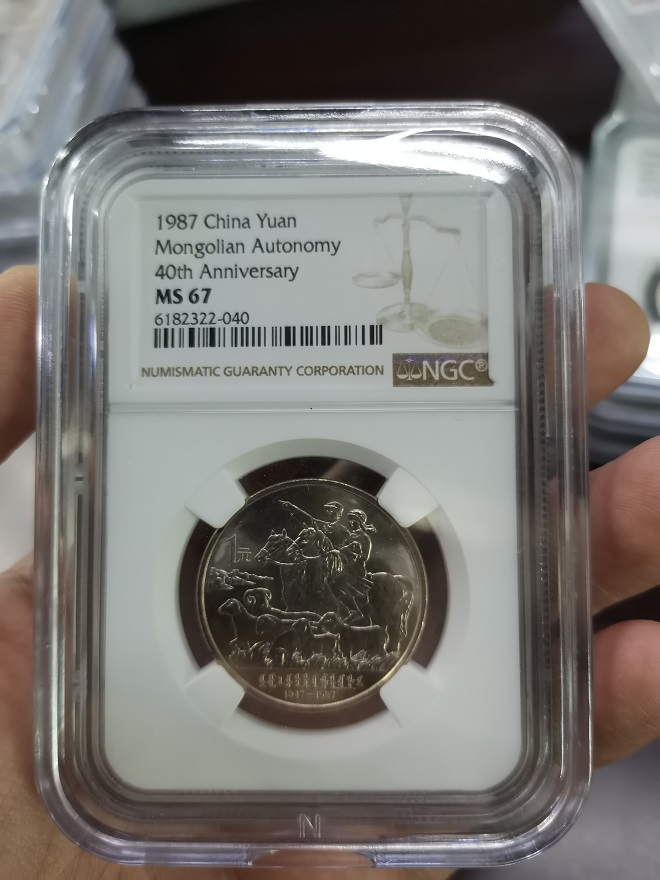 1987 China Yuan
Mongolian Autonomy
40th Anniversary
MS 67
6182322-040
NUMISMATIC GUARANTY CORPORATION
NGC®
1元
1947-1987
N